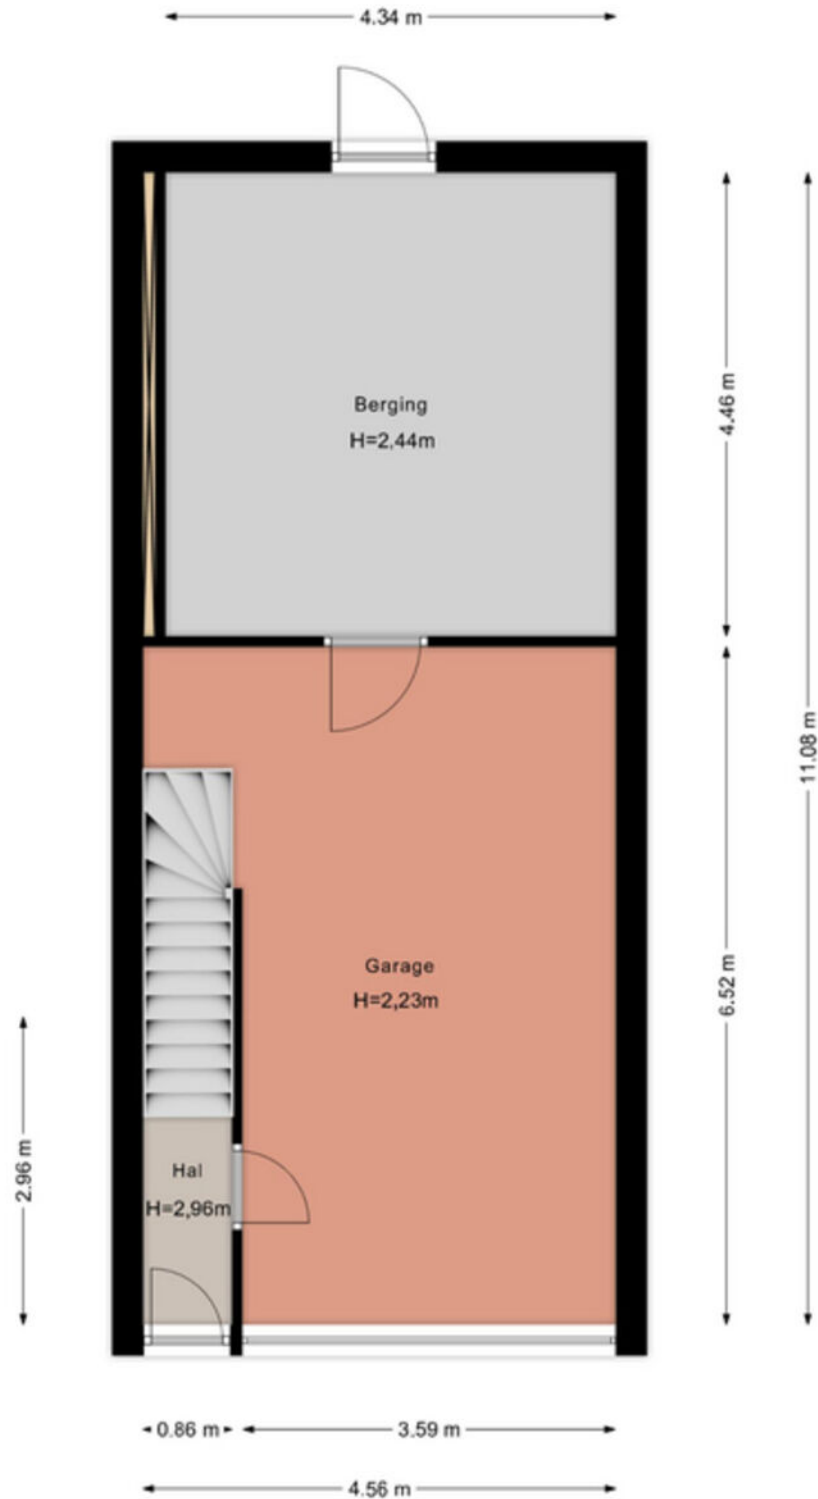 4.34 m
Berging
H=2,44m
4.46 m
11.08 m
Garage
H=2,23m
6.52 m
2.96 m
Hal
H=2,96m
0.86 m
3.59 m
4.56 m